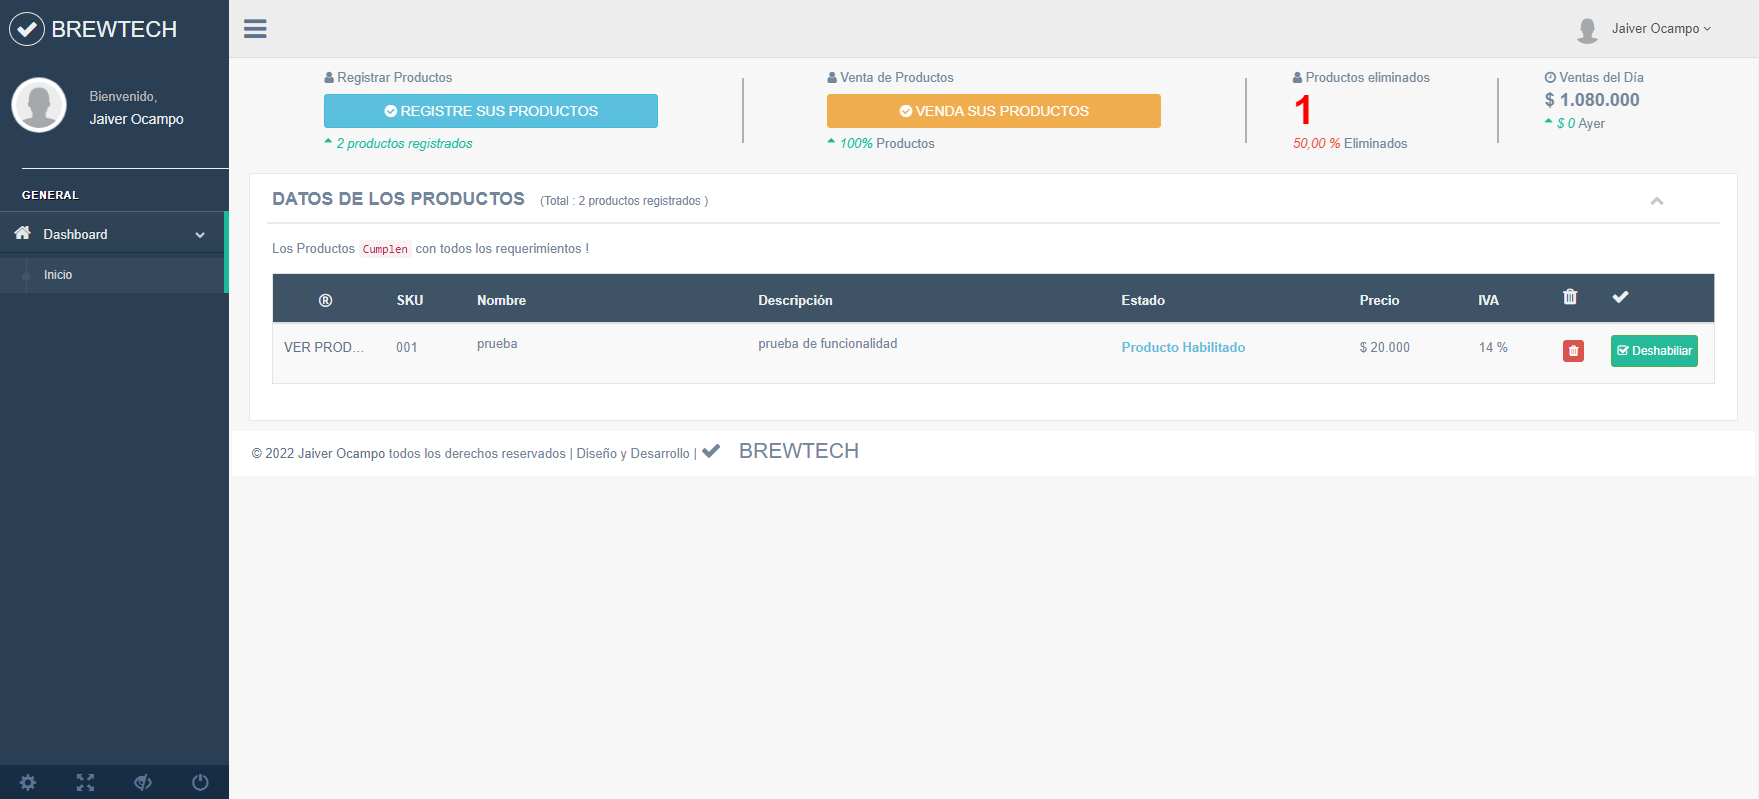 BREWTECH
Bienvenido,
Jaiver Ocampo
GENERAL
Dashboard
Inicio
Jaiver Ocampo
Registrar Productos
REGISTRE SUS PRODUCTOS
2 productos registrados
Venta de Productos
VENDA SUS PRODUCTOS
100% Productos
Productos eliminados
1
50,00 % Eliminados
Ventas del Día
$ 1.080.000
$ 0 Ayer
DATOS DE LOS PRODUCTOS (Total : 2 productos registrados )
Los Productos Cumplen con todos los requerimientos !
® SKU Nombre Descripción Estado Precio IVA
VER PROD... 001 prueba prueba de funcionalidad Producto Habilitado $ 20.000 14 % Deshabiliar
© 2022 Jaiver Ocampo todos los derechos reservados | Diseño y Desarrollo | BREWTECH